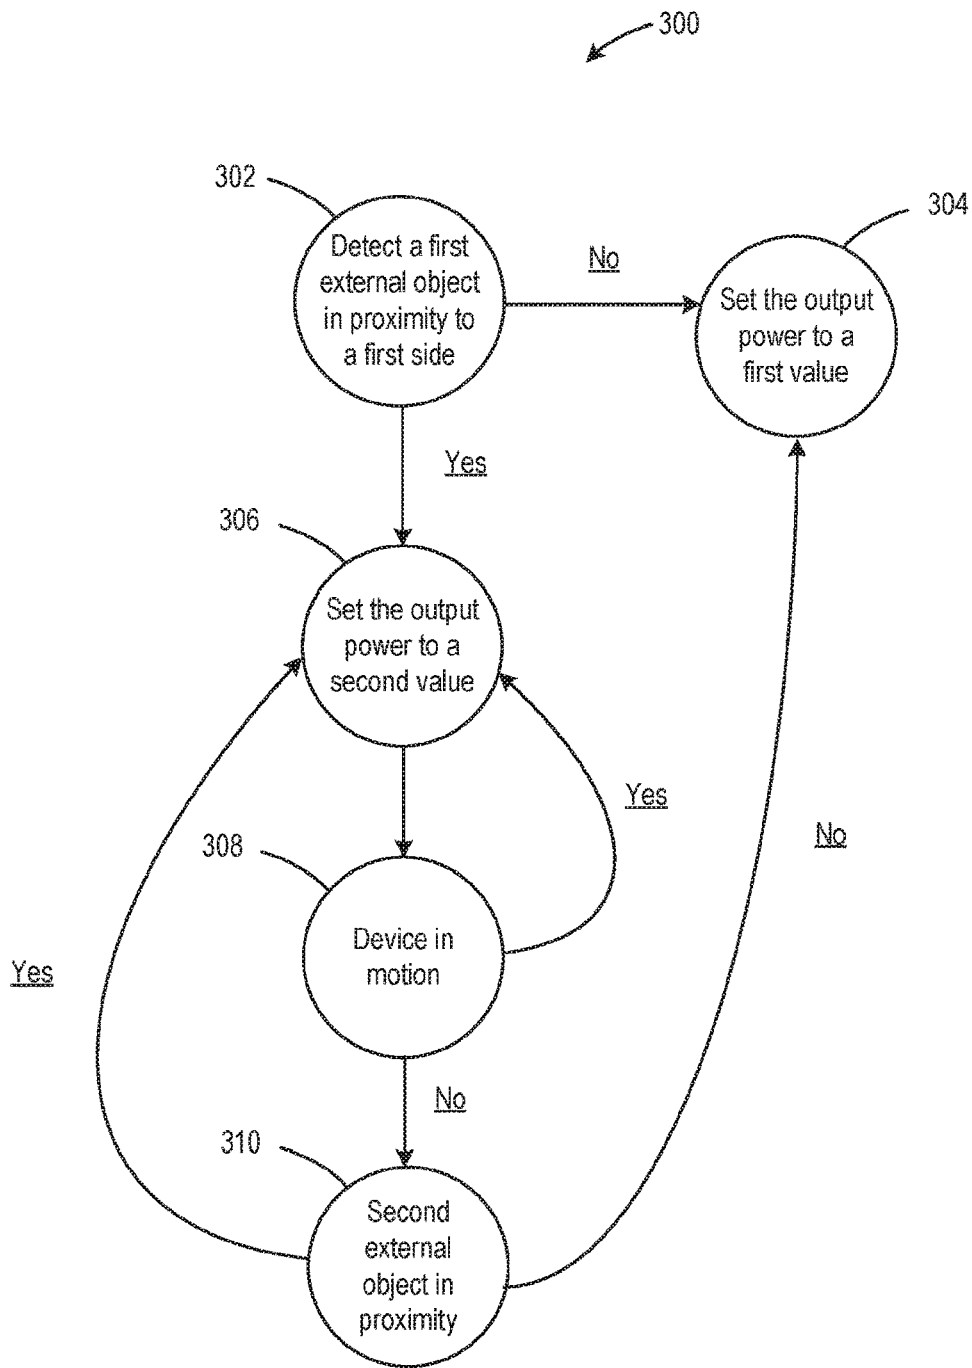 300
302
Detect a first
external object
in proximity to
a first side
No
304
Set the output
power to a
first value
Yes
306
Set the output
power to a
second value
Yes
No
308
Device in
motion
Yes
No
310
Second
external
object in
proximity